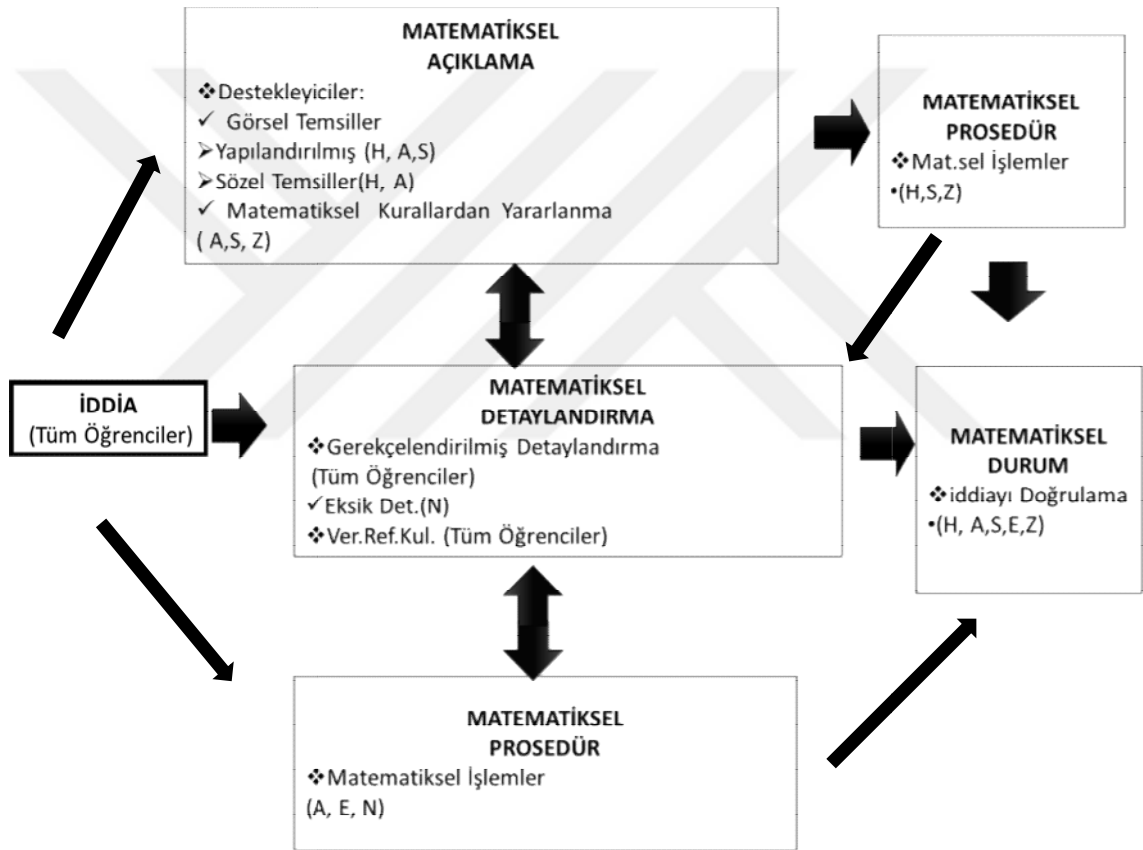 MATEMATİKSEL
AÇIKLAMA
❖Destekleyiciler:
✓ Görsel Temsiller
➢Yapılandırılmış (H, A,S)
➢Sözel Temsiller(H, A)
✓ Matematiksel Kurallardan Yararlanma
( A,S, Z)
MATEMATİKSEL
PROSEDÜR
❖Mat.sel İşlemler
•(H,S,Z)
İDDİA
(Tüm Öğrenciler)
MATEMATİKSEL
DETAYLANDIRMA
❖Gerekçelendirilmiş Detaylandırma
(Tüm Öğrenciler)
✓Eksik Det.(N)
❖Ver.Ref.Kul. (Tüm Öğrenciler)
MATEMATİKSEL
DURUM
❖iddiayı Doğrulama
•(H, A,S,E,Z)
MATEMATİKSEL
PROSEDÜR
❖Matematiksel İşlemler
(A, E, N)